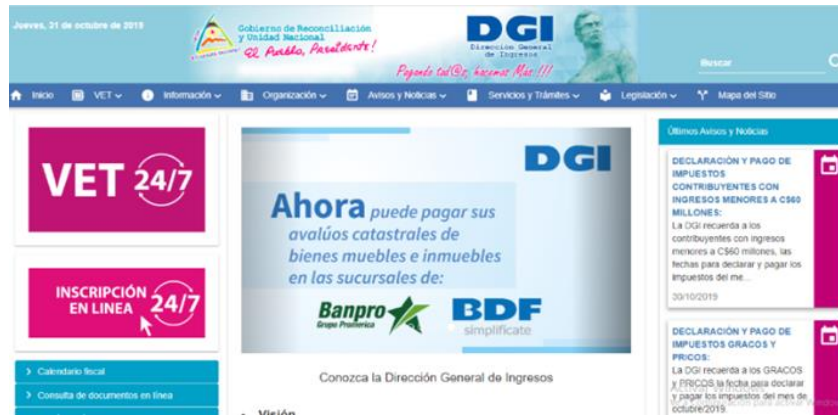 Jueves, 31 de octubre de 2019
Gobierno de Reconciliación
y Unidad Nacional
El Pueblo, Presidente!
DGI
Dirección General
de Ingresos
Pagando tod@s, hacemos Más !!!
Buscar
Inicio
VET
Información
Organización
Avisos y Noticias
Servicios y Trámites
Legislación
Mapa del Sitio
VET 24/7
INSCRIPCIÓN
EN LINEA 24/7
Calendario fiscal
Consulta de documentos en línea
DGI
Ahora puede pagar sus
avalúos catastrales de
bienes muebles e inmuebles
en las sucursales de:
Banpro
Grupo Promerica
BDF
simplifícate
Conozca la Dirección General de Ingresos
Visión
Últimos Avisos y Noticias
DECLARACIÓN Y PAGO DE
IMPUESTOS
CONTRIBUYENTES CON
INGRESOS MENORES A C$60
MILLONES:
La DGI recuerda a los
contribuyentes con ingresos
menores a C$60 millones, las
fechas para declarar y pagar los
impuestos del me...
30/10/2019
DECLARACIÓN Y PAGO DE
IMPUESTOS GRACOS Y
PRICOS:
La DGI recuerda a los GRACOS
y PRICOS la fecha para declarar
y pagar los impuestos del mes de
octubre/2019.
Activar Windows